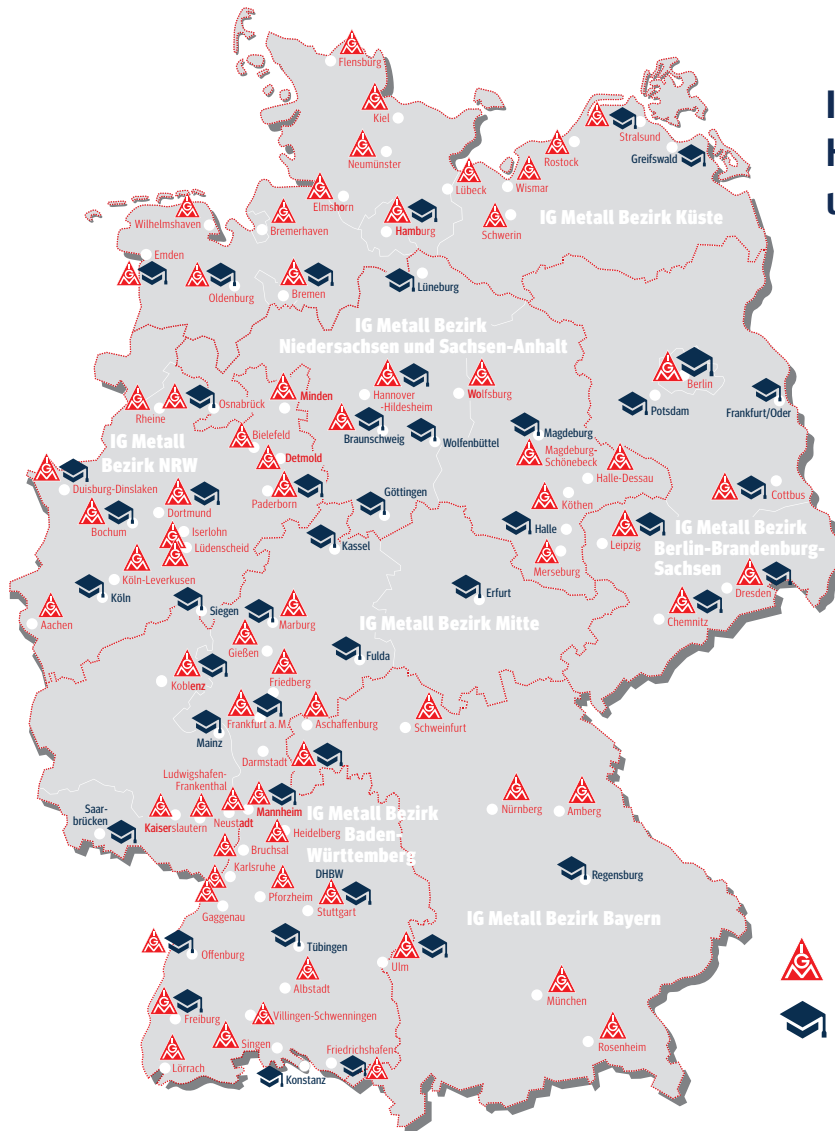 I
H
u
Flensburg
Kiel
Neumünster
Stralsund
Rostock
Greifswald
Lübeck
Wismar
Elmshorn
Wilhelmshaven
Bremerhaven
Hamburg
Schwerin
IG Metall Bezirk Küste
Emden
Oldenburg
Bremen
Lüneburg
IG Metall Bezirk
Niedersachsen und Sachsen-Anhalt
Berlin
Rheine
Osnabrück
Minden
Hannover
-Hildesheim
Wolfsburg
Potsdam
Frankfurt/Oder
IG Metall
Bezirk NRW
Bielefeld
Braunschweig
Wolfenbüttel
Magdeburg
Detmold
Magdeburg-
Schönebeck
Halle-Dessau
Duisburg-Dinslaken
Paderborn
Göttingen
Köthen
Cottbus
Dortmund
Bochum
Iserlohn
Lüdenscheid
Kassel
Halle
Leipzig
IG Metall Bezirk
Berlin-Brandenburg-
Sachsen
Merseburg
Köln-Leverkusen
Köln
Siegen
Erfurt
Dresden
Aachen
Marburg
IG Metall Bezirk Mitte
Chemnitz
Gießen
Fulda
Koblenz
Friedberg
Frankfurt a. M.
Aschaffenburg
Schweinfurt
Mainz
Darmstadt
Ludwigshafen-
Frankenthal
Saar-
brücken
Kaiserslautern
Neustadt
Mannheim
IG Metall Bezirk
Baden-
Württemberg
Nürnberg
Amberg
Heidelberg
Bruchsal
Karlsruhe
DHBW
Regensburg
Pforzheim
Stuttgart
Gaggenau
IG Metall Bezirk Bayern
Offenburg
Tübingen
Ulm
Albstadt
München
Freiburg
Villingen-Schwenningen
Singen
Friedrichshafen
Rosenheim
Lörrach
Konstanz